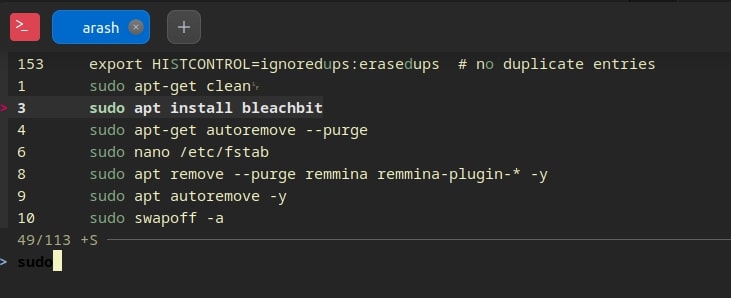 >_ arash × +
153 export HISTCONTROL=ignoredups:erasedups # no duplicate entries
1 sudo apt-get clean␊
> 3 sudo apt install bleachbit
4 sudo apt-get autoremove --purge
6 sudo nano /etc/fstab
8 sudo apt remove --purge remmina remmina-plugin-* -y
9 sudo apt autoremove -y
10 sudo swapoff -a
49/113 +S
> sudo